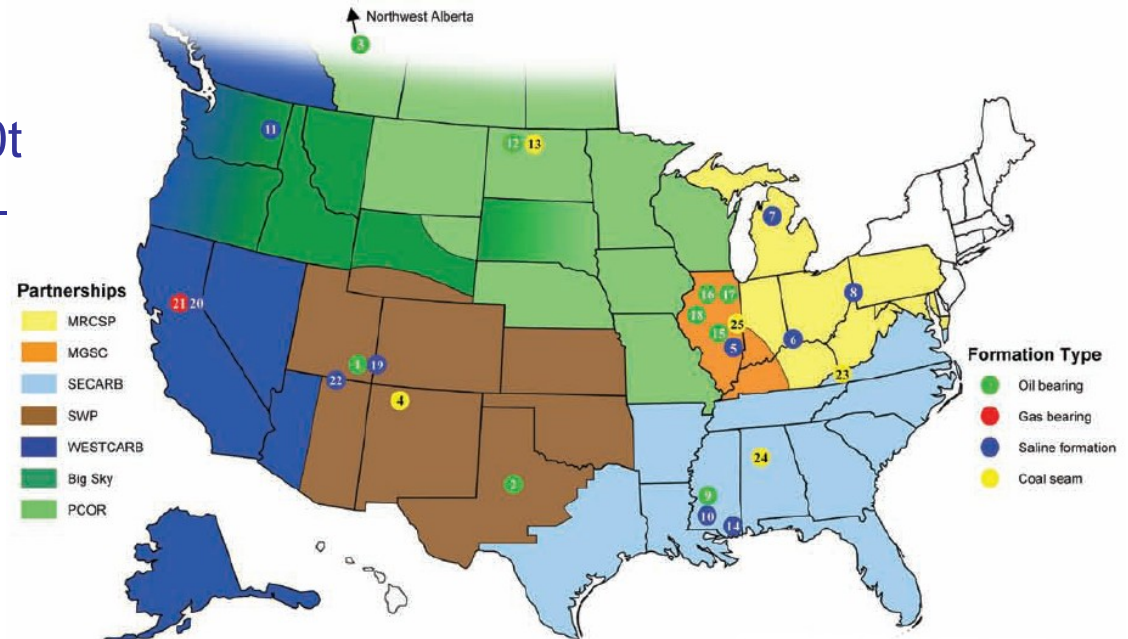 Northwest Alberta
3
11
12 13
7
Partnerships
MRCSP
MGSC
SECARB
SWP
WESTCARB
Big Sky
PCOR
21 20
16 17
18
15 25
5
8
6
23
1 19
22
4
2
24
9
10
14
Formation Type
Oil bearing
Gas bearing
Saline formation
Coal seam